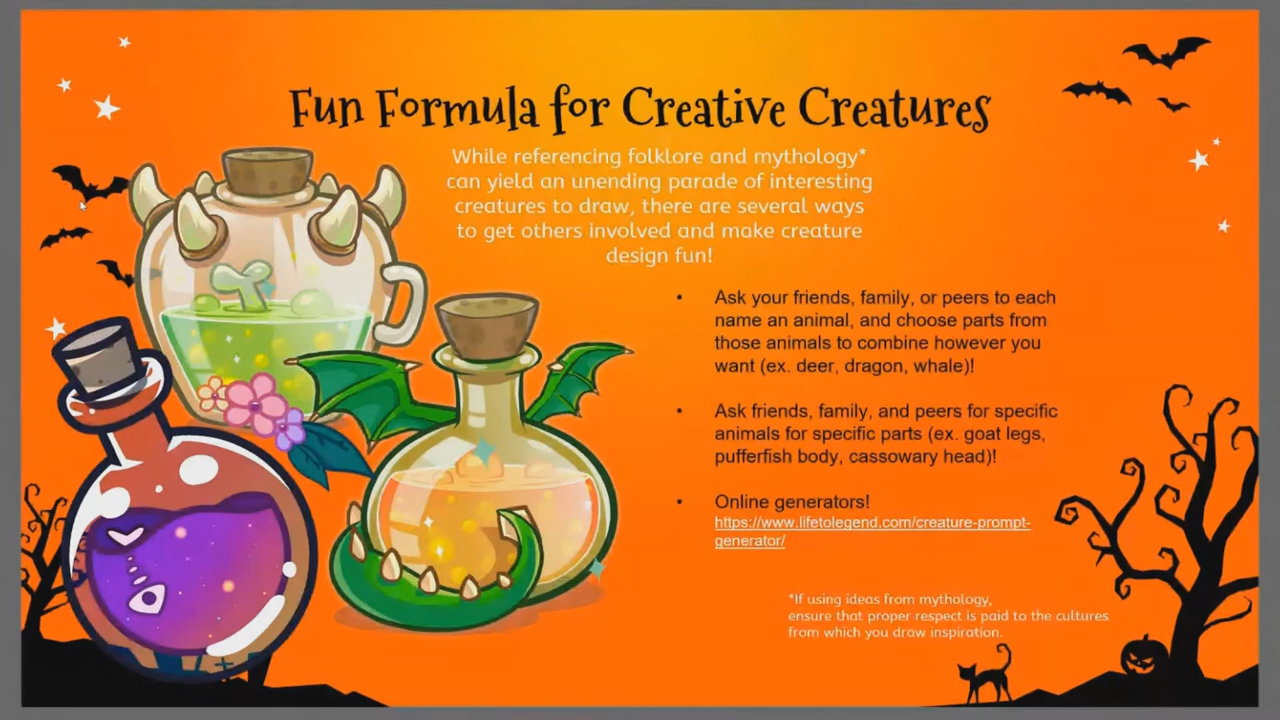 Fun Formula for Creative Creatures
While referencing folklore and mythology*
can yield an unending parade of interesting
creatures to draw, there are several ways
to get others involved and make creature
design fun!
• Ask your friends, family, or peers to each
name an animal, and choose parts from
those animals to combine however you
want (ex. deer, dragon, whale)!
• Ask friends, family, and peers for specific
animals for specific parts (ex. goat legs,
pufferfish body, cassowary head)!
• Online generators!
https://www.lifetolegend.com/creature-prompt-
generator/
*If using ideas from mythology,
ensure that proper respect is paid to the cultures
from which you draw inspiration.